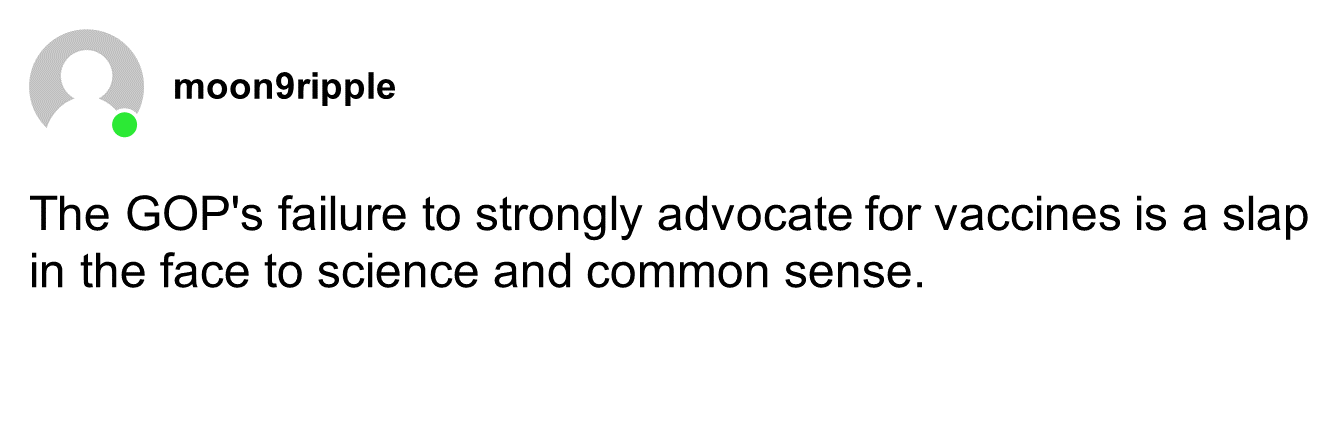 moon9ripple
The GOP's failure to strongly advocate for vaccines is a slap
in the face to science and common sense.